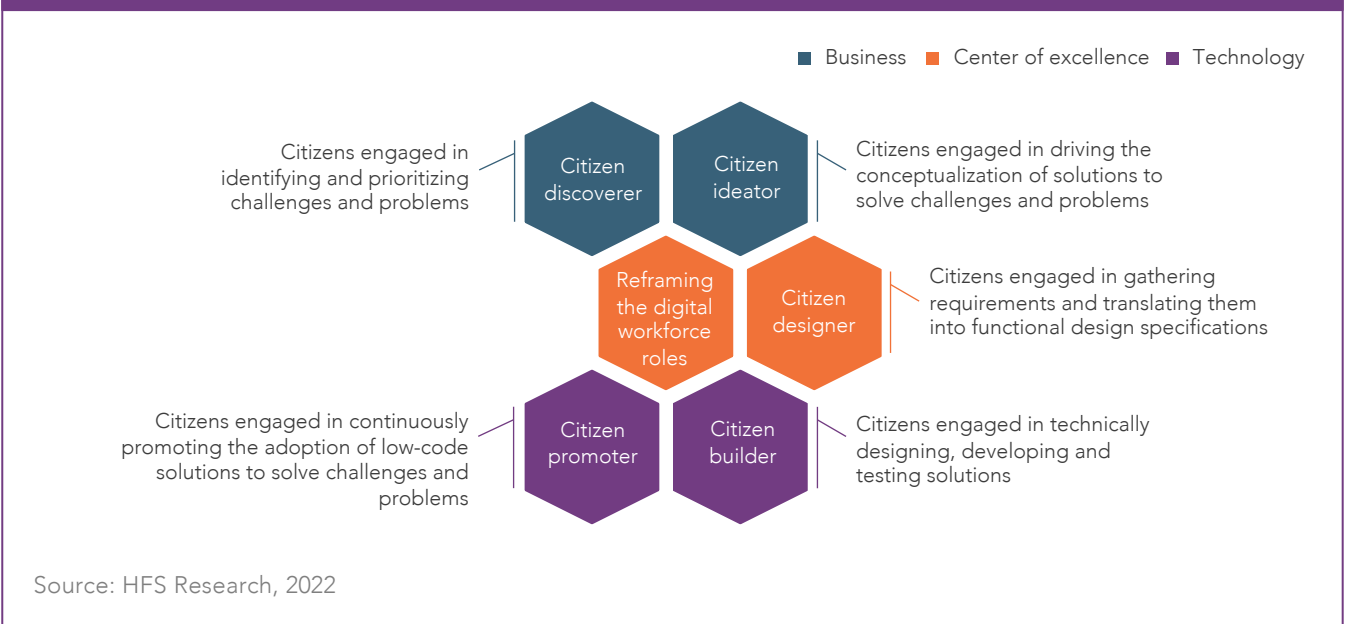 Business
Center of excellence
Technology
Citizens engaged in
identifying and prioritizing
challenges and problems
Citizen
discoverer
Citizen
ideator
Citizens engaged in driving the
conceptualization of solutions to
solve challenges and problems
Reframing
the digital
workforce
roles
Citizen
designer
Citizens engaged in gathering
requirements and translating them
into functional design specifications
Citizens engaged in continuously
promoting the adoption of low-code
solutions to solve challenges and
problems
Citizen
promoter
Citizen
builder
Citizens engaged in technically
designing, developing and
testing solutions
Source: HFS Research, 2022